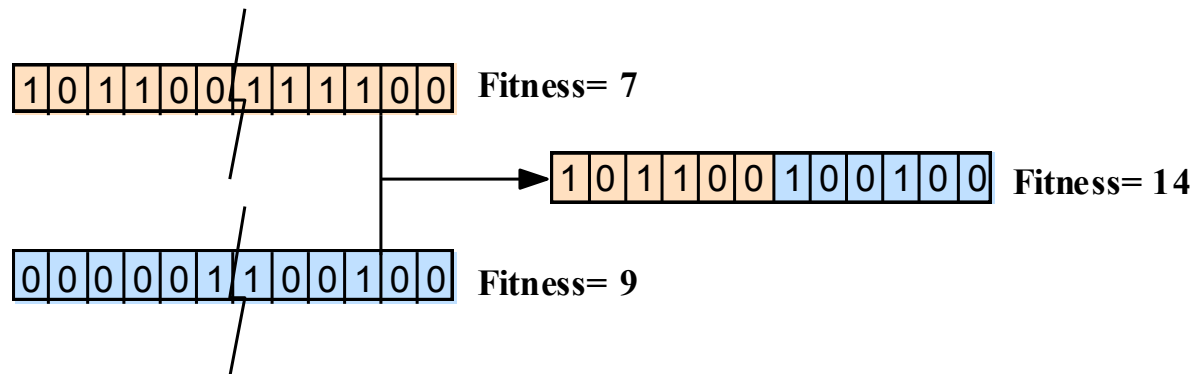 1 0 1 1 0 0 1 1 1 1 0 0 Fitness= 7
1 0 1 1 0 0 1 0 0 1 0 0 Fitness= 14
0 0 0 0 0 1 1 0 0 1 0 0 Fitness= 9